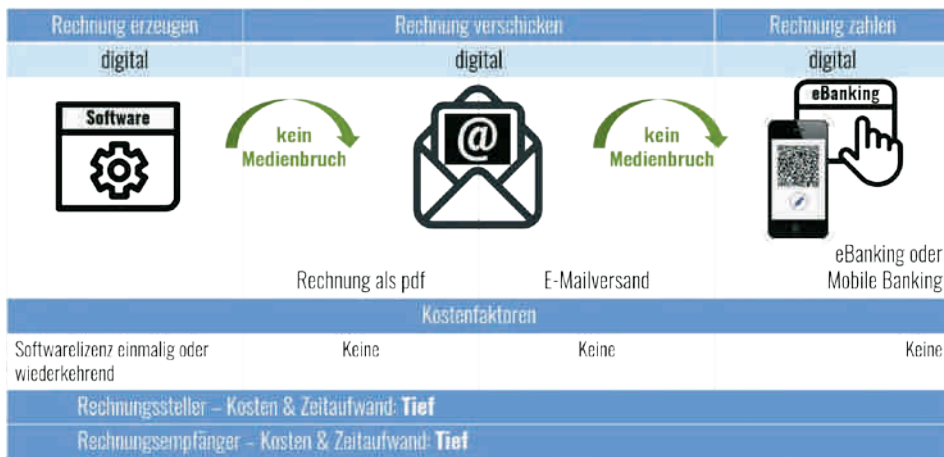 Rechnung erzeugen
Rechnung verschicken
Rechnung zahlen
digital
digital
digital
Software
kein
Medienbruch
@
kein
Medienbruch
eBanking
Rechnung als pdf
E-Mailversand
eBanking oder
Mobile Banking
Kostenfaktoren
Softwarelizenz einmalig oder
wiederkehrend
Keine
Keine
Keine
Rechnungssteller – Kosten & Zeitaufwand: Tief
Rechnungsempfänger – Kosten & Zeitaufwand: Tief